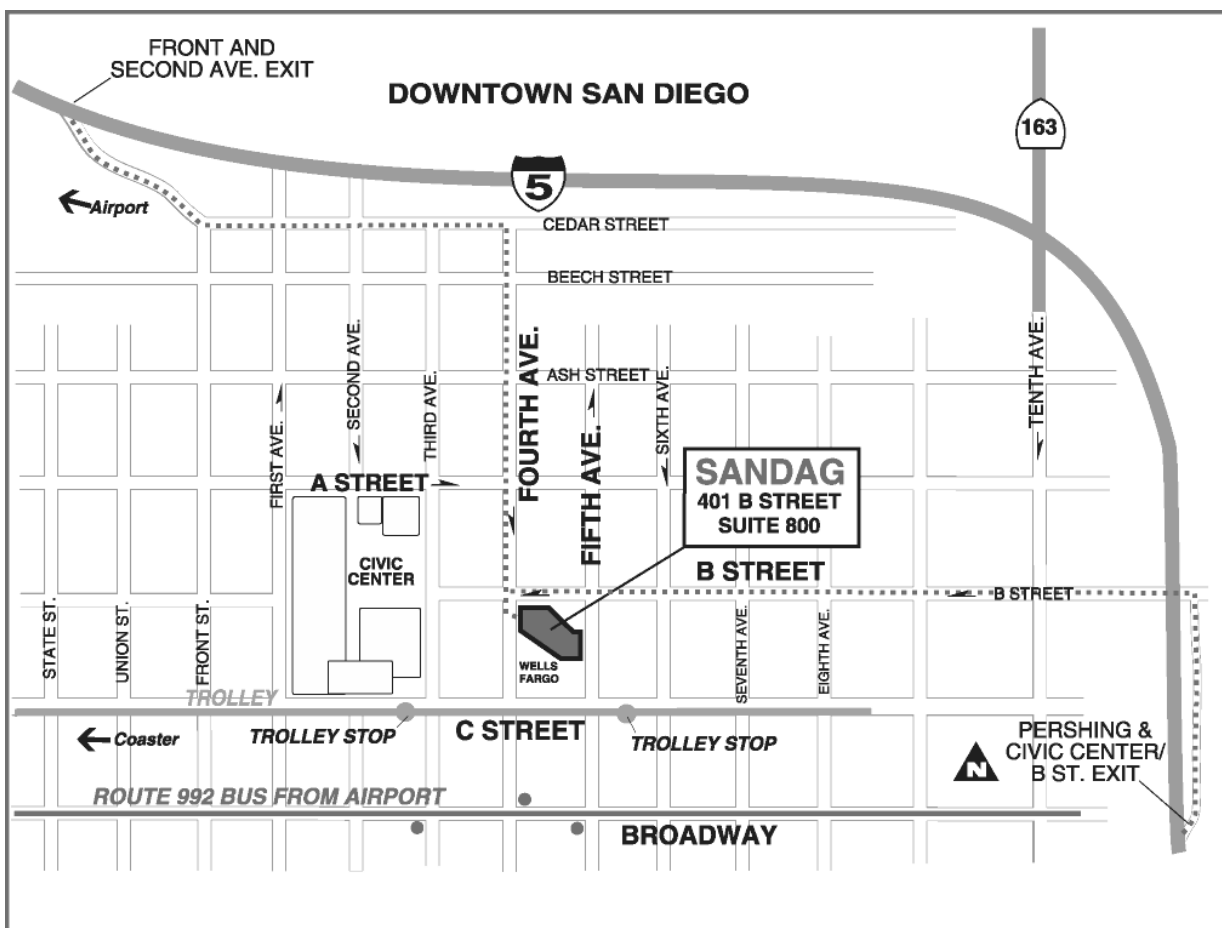 FRONT AND
SECOND AVE. EXIT
DOWNTOWN SAN DIEGO
163
5
Airport
CEDAR STREET
BEECH STREET
SECOND AVE.
THIRD AVE.
FOURTH AVE.
ASH STREET
FIFTH AVE.
SIXTH AVE.
TENTH AVE.
FIRST AVE.
A STREET
SANDAG
401 B STREET
SUITE 800
CIVIC
CENTER
B STREET
B STREET
STATE ST.
UNION ST.
FRONT ST.
WELLS
FARGO
SEVENTH AVE.
EIGHTH AVE.
TROLLEY
Coaster
TROLLEY STOP
C STREET
TROLLEY STOP
N
PERSHING &
CIVIC CENTER/
B ST. EXIT
ROUTE 992 BUS FROM AIRPORT
BROADWAY